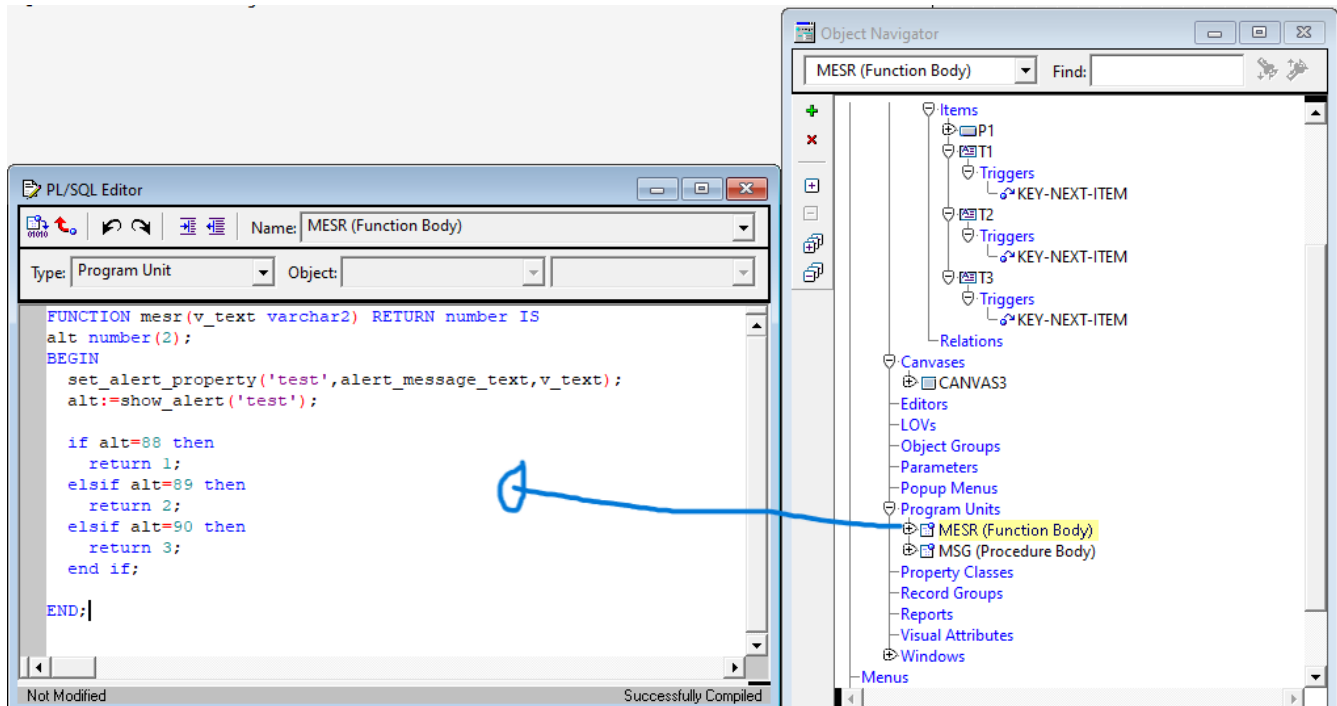 Object Navigator
MESR (Function Body)
Find:
Items
P1
T1
Triggers
KEY-NEXT-ITEM
T2
Triggers
KEY-NEXT-ITEM
T3
Triggers
KEY-NEXT-ITEM
Relations
Canvases
CANVAS3
Editors
LOVs
Object Groups
Parameters
Popup Menus
Program Units
MESR (Function Body)
MSG (Procedure Body)
Property Classes
Record Groups
Reports
Visual Attributes
Windows
Menus
PL/SQL Editor
Name: MESR (Function Body)
Type: Program Unit Object:
FUNCTION mesr(v_text varchar2) RETURN number IS
alt number(2);
BEGIN
set_alert_property('test',alert_message_text,v_text);
alt:=show_alert('test');
if alt=88 then
return 1;
elsif alt=89 then
return 2;
elsif alt=90 then
return 3;
end if;
END;
Not Modified Successfully Compiled